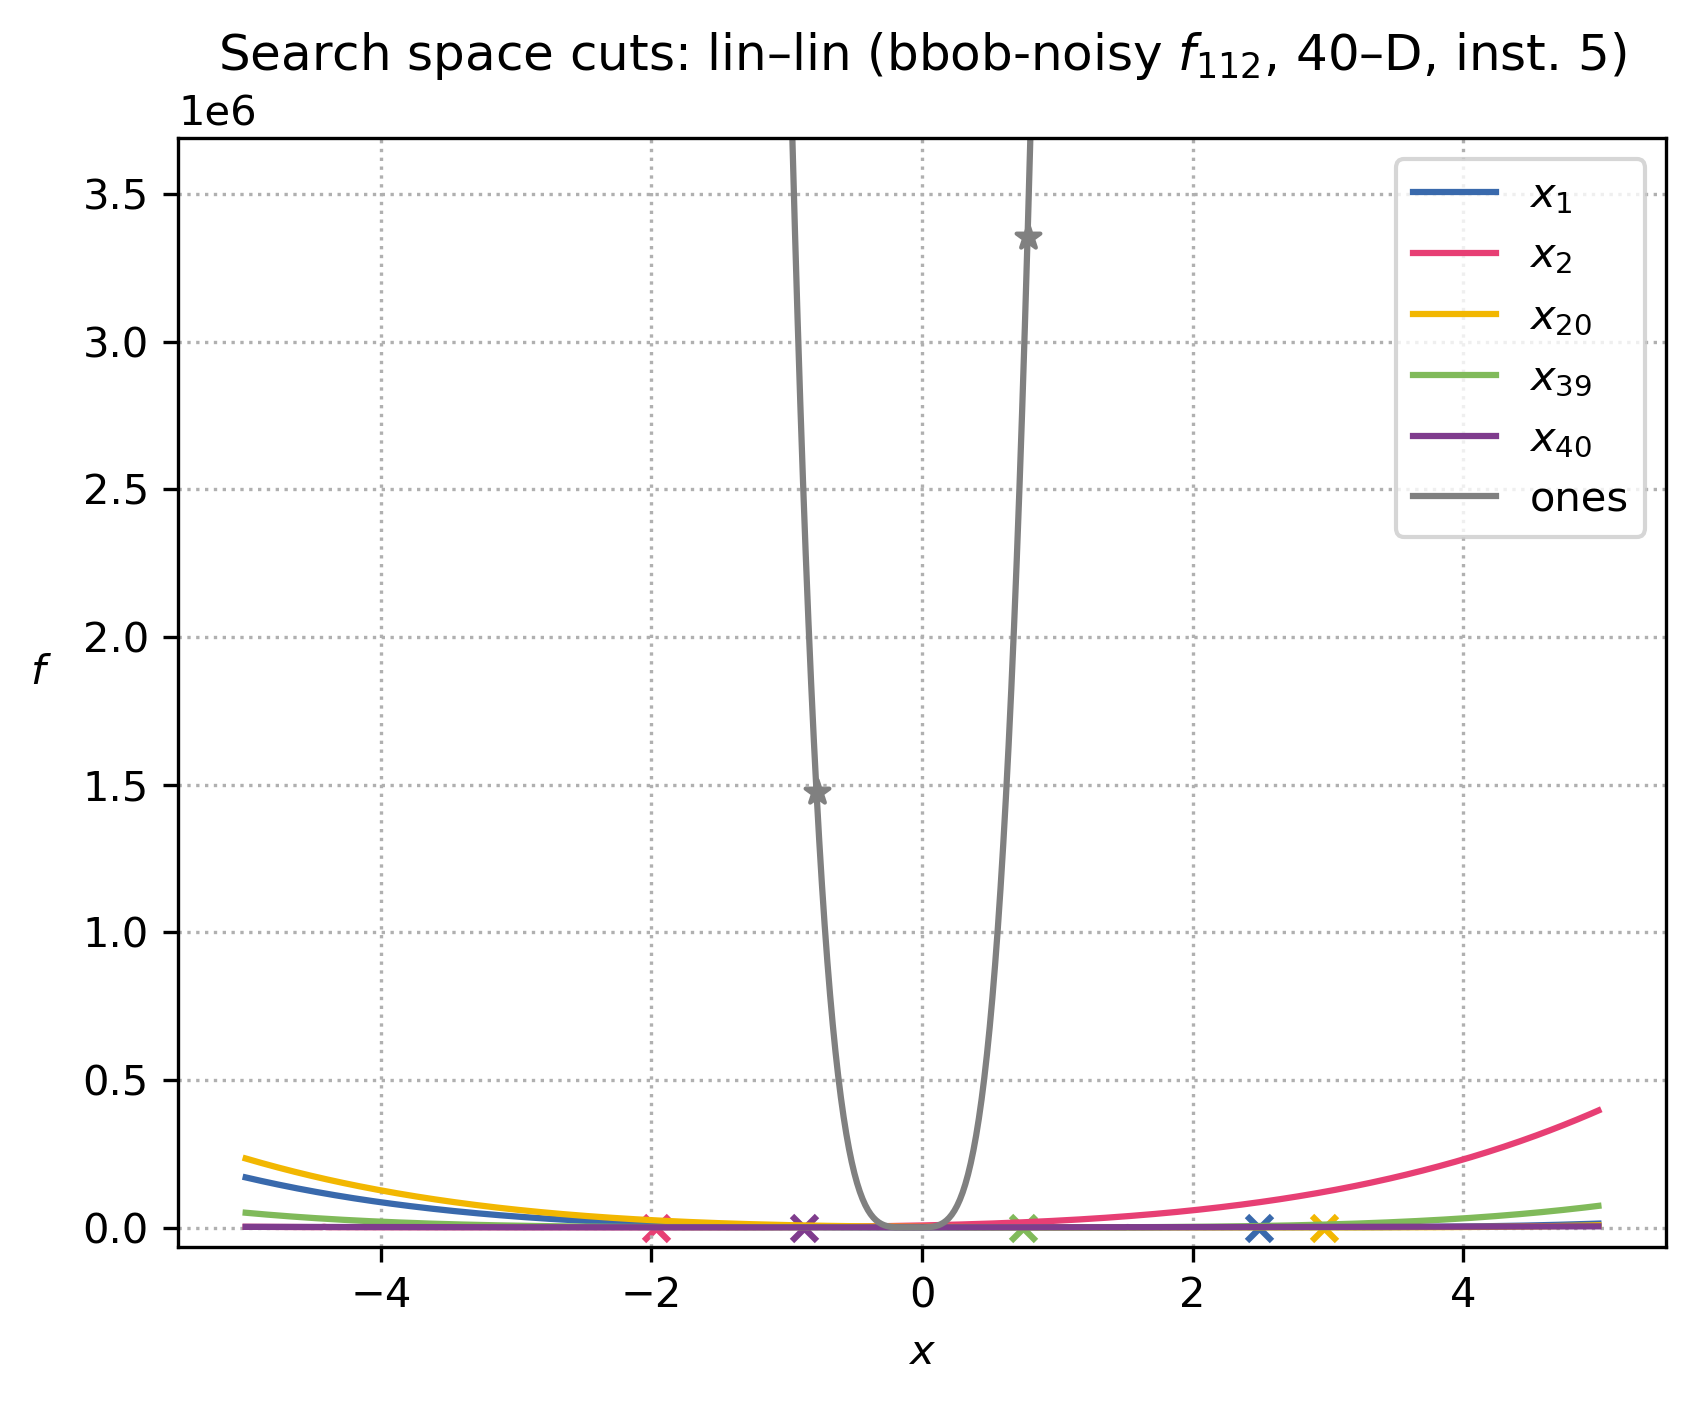 Search space cuts: lin–lin (bbob-noisy f₁₁₂, 40–D, inst. 5)
1e6
3.5
3.0
2.5
2.0
1.5
1.0
0.5
0.0
f
−4
−2
0
2
4
x
x₁
x₂
x₂₀
x₃₉
x₄₀
ones